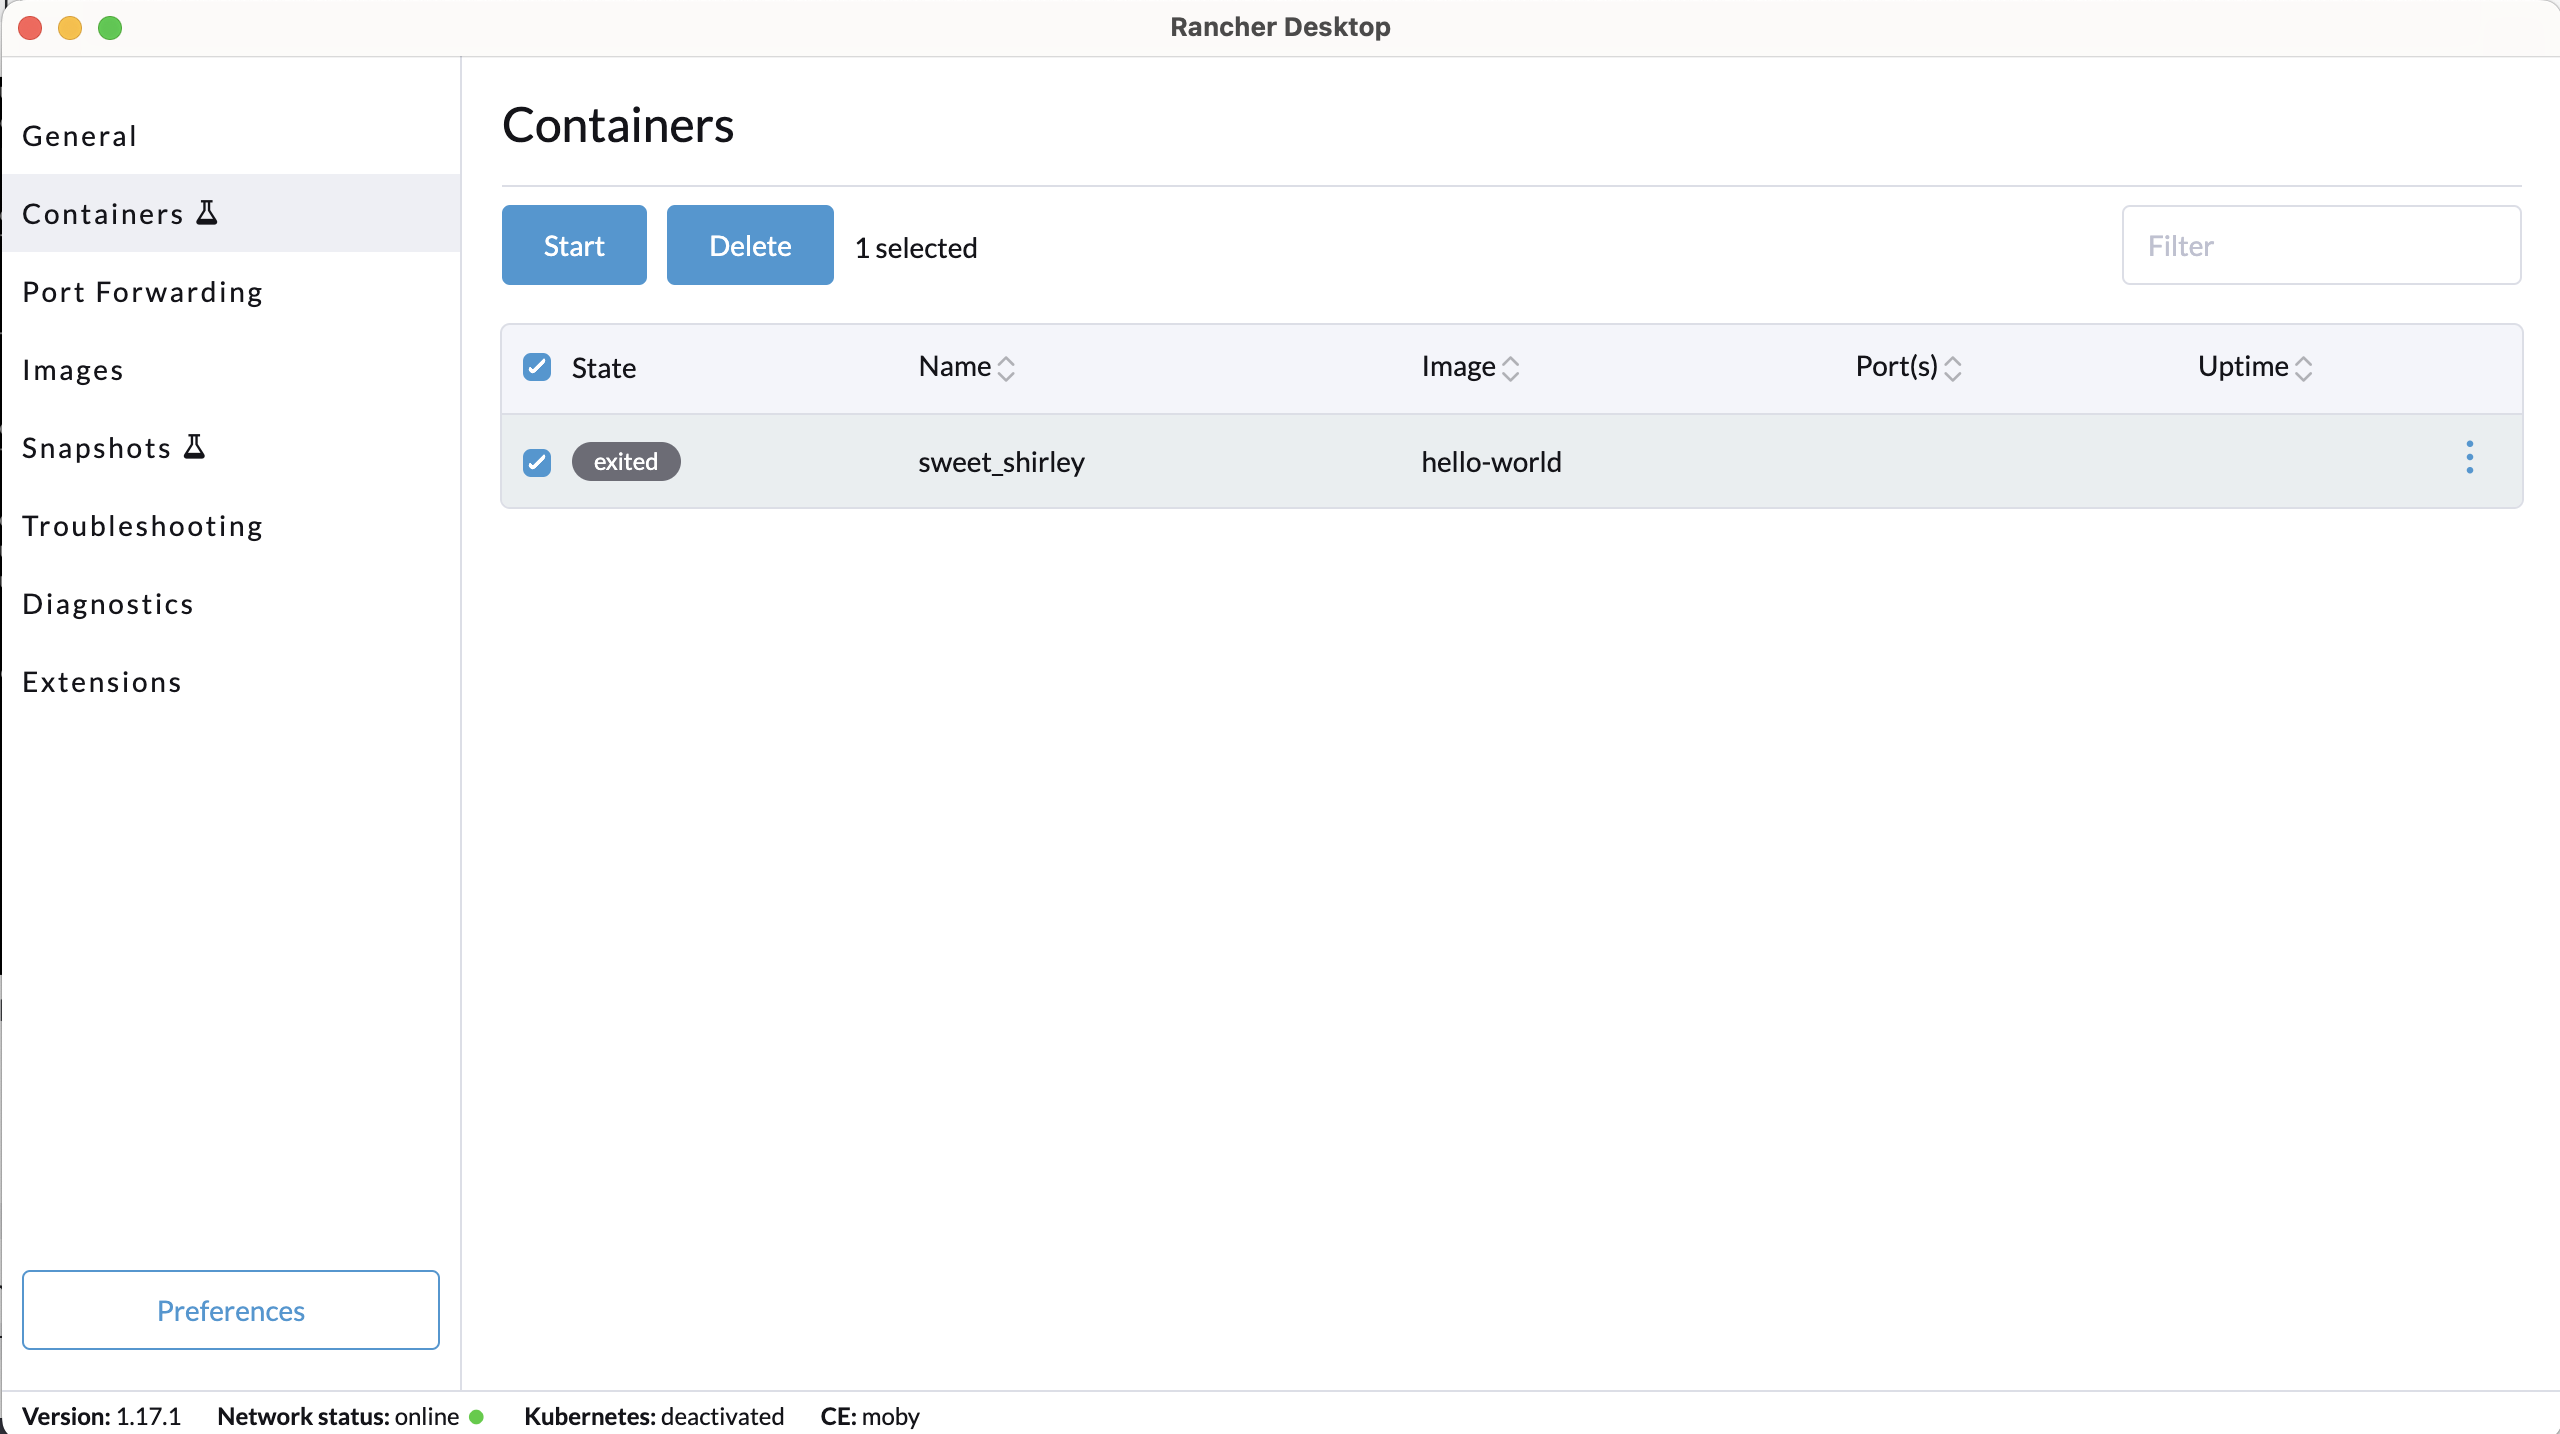 Rancher Desktop
General
Containers
Port Forwarding
Images
Snapshots
Troubleshooting
Diagnostics
Extensions
Preferences
Containers
Start Delete 1 selected Filter
State Name Image Port(s) Uptime
exited sweet_shirley hello-world
Version: 1.17.1 Network status: online Kubernetes: deactivated CE: moby